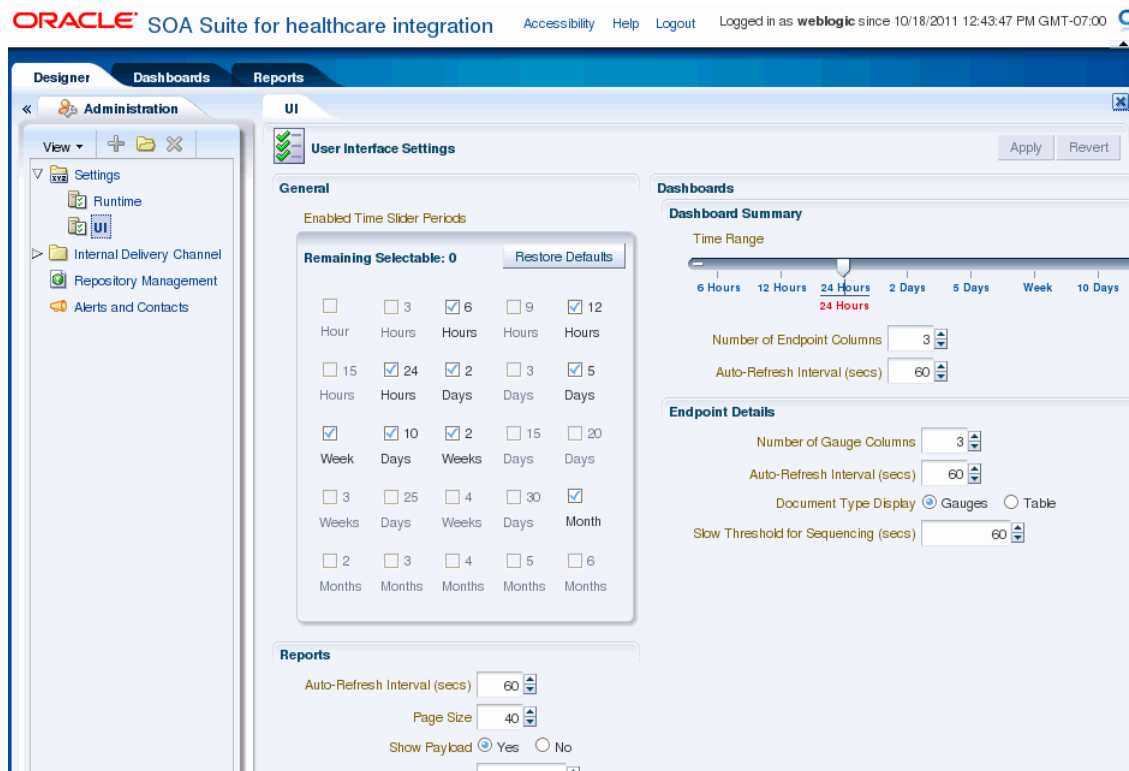 ORACLE SOA Suite for healthcare integration Accessibility Help Logout Logged in as weblogic since 10/18/2011 12:43:47 PM GMT-07:00
Designer Dashboards Reports
« Administration
View
XYZ Settings
Runtime
UI
Internal Delivery Channel
Repository Management
Alerts and Contacts
UI
User Interface Settings
Apply Revert
General
Enabled Time Slider Periods
Remaining Selectable: 0 Restore Defaults
Hour
3 Hours
6 Hours
9 Hours
12 Hours
15 Hours
24 Hours
2 Days
3 Days
5 Days
Week
10 Days
2 Weeks
15 Days
20 Days
3 Weeks
25 Days
4 Weeks
30 Days
Month
2 Months
3 Months
4 Months
5 Months
6 Months
Reports
Auto-Refresh Interval (secs) 60
Page Size 40
Show Payload Yes No
Dashboards
Dashboard Summary
Time Range
6 Hours 12 Hours 24 Hours 2 Days 5 Days Week 10 Days
24 Hours
Number of Endpoint Columns 3
Auto-Refresh Interval (secs) 60
Endpoint Details
Number of Gauge Columns 3
Auto-Refresh Interval (secs) 60
Document Type Display Gauges Table
Slow Threshold for Sequencing (secs) 60